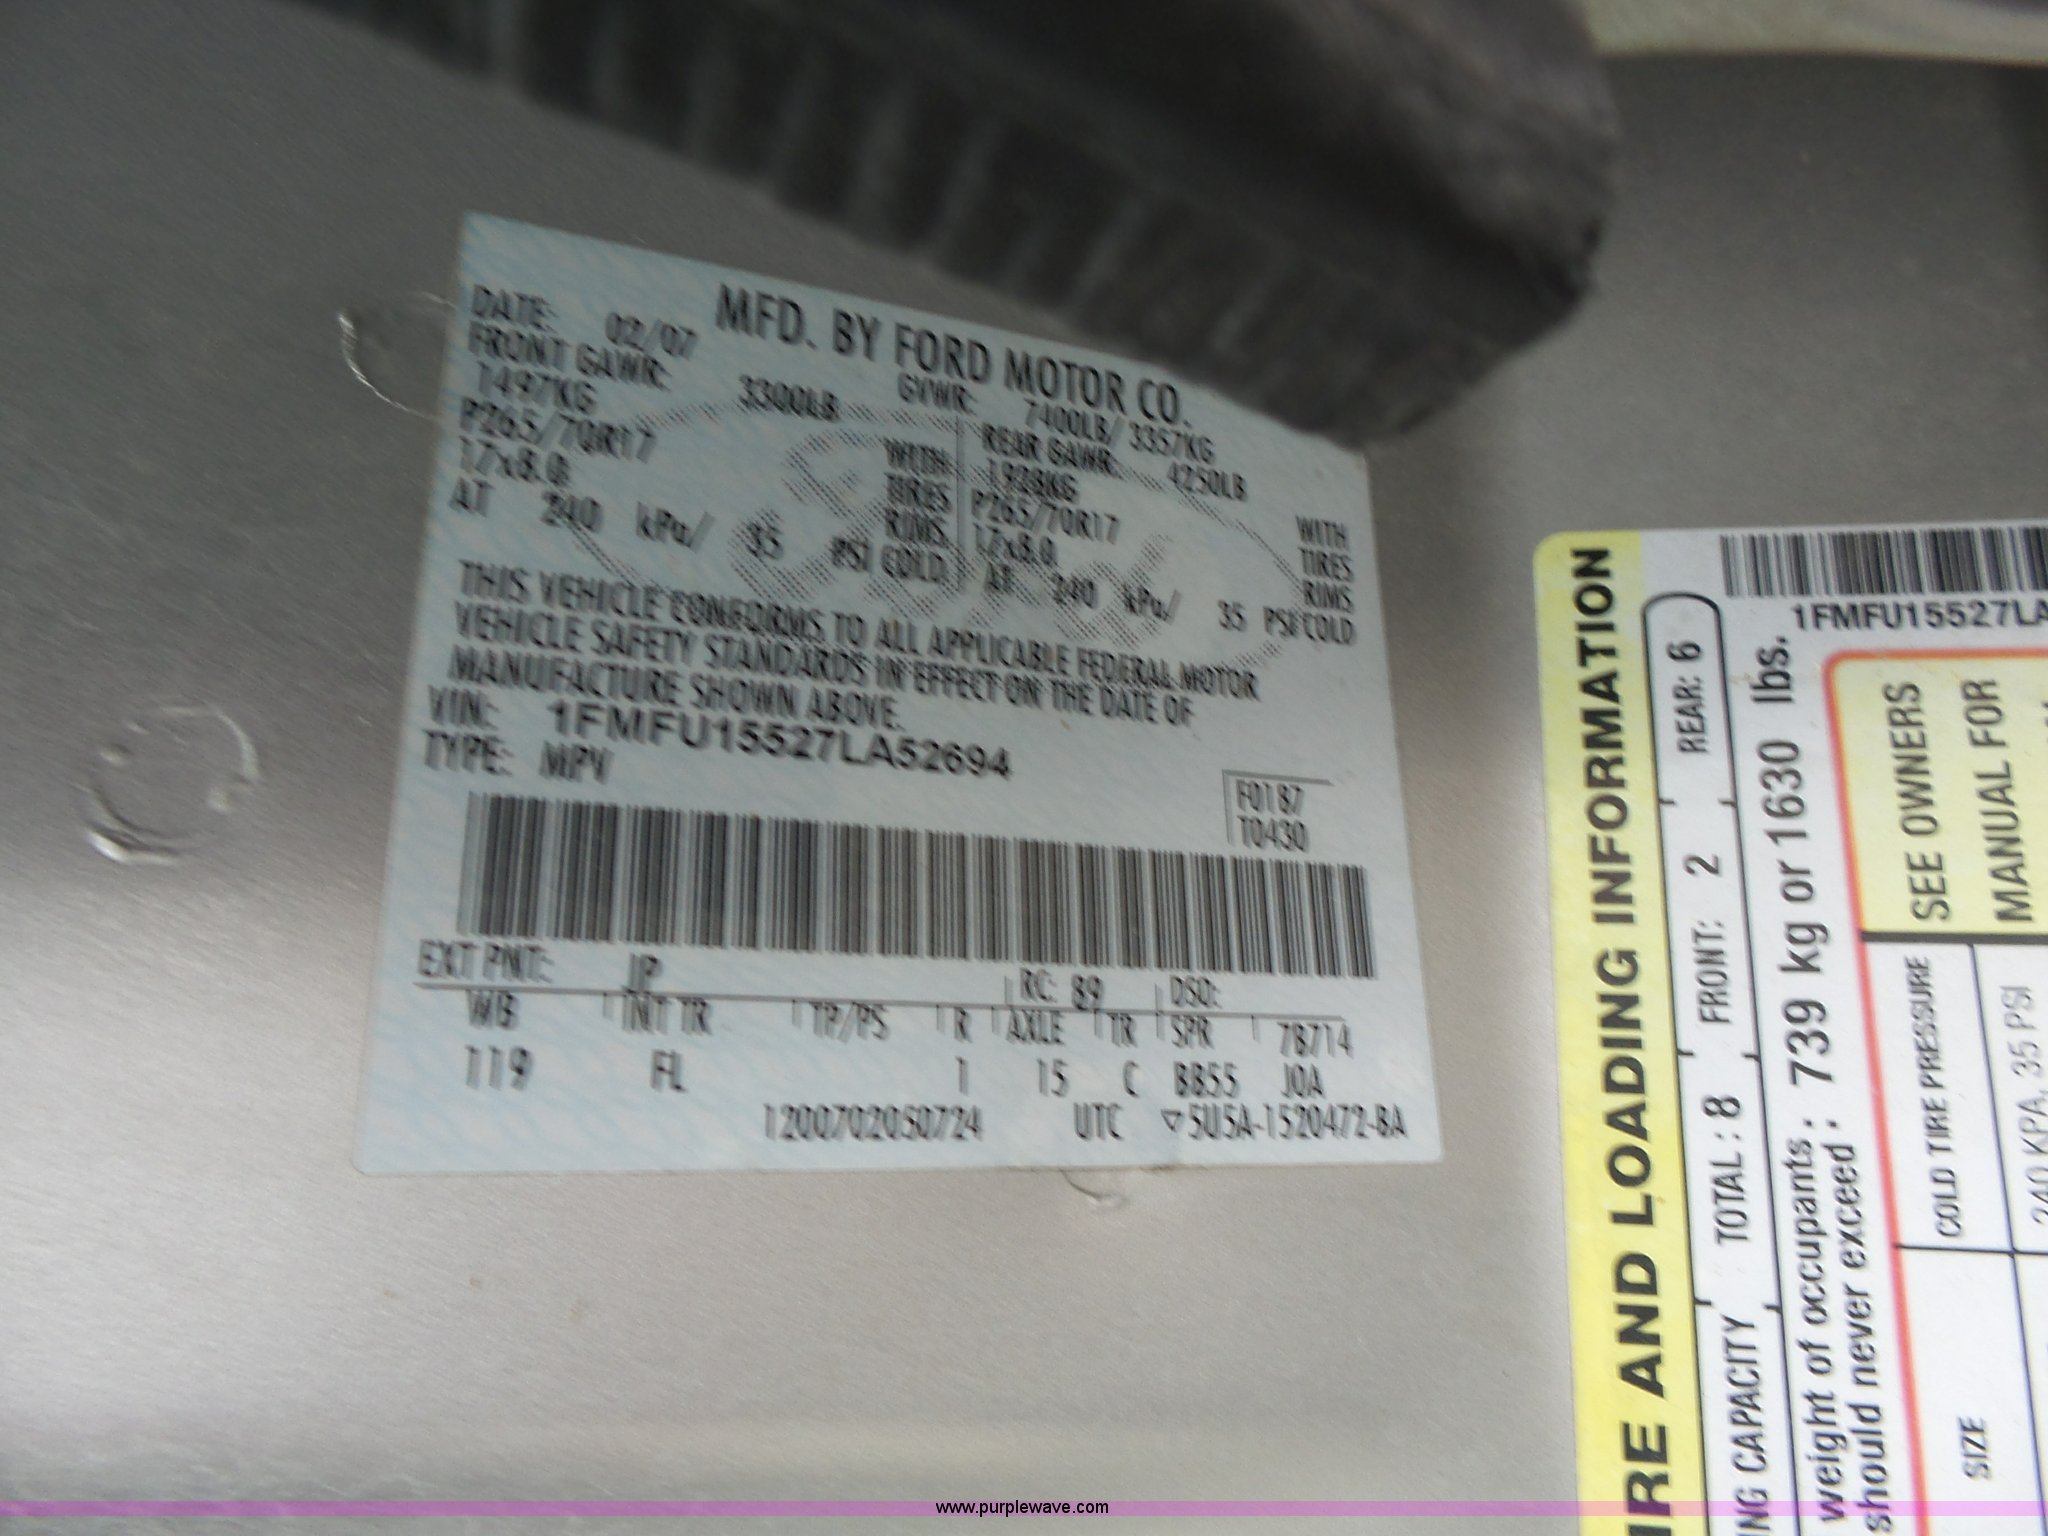 MFD. BY FORD MOTOR CO.
DATE: 02/07 GVWR: 7400LB/ 3357KG
FRONT GAWR: 3300LB REAR GAWR: 4250LB
1497KG WITH 1928KG WITH
P265/70R17 TIRES P265/70R17 TIRES
17x8.0 RIMS 17x8.0 RIMS
AT 240 kPa/ 35 PSI COLD AT 240 kPa/ 35 PSI COLD
THIS VEHICLE CONFORMS TO ALL APPLICABLE FEDERAL MOTOR
VEHICLE SAFETY STANDARDS IN EFFECT ON THE DATE OF
MANUFACTURE SHOWN ABOVE.
VIN: 1FMFU15527LA52694
TYPE: MPV
F0187
T0430
EXT PNT: JP RC: 89 DSO:
WB INT TR TP/PS R AXLE TR SPR 78714
119 FL 1 15 C BB55 JOA
1200702050724 UTC ▽5U5A-1520472-BA
IRE AND LOADING INFORMATION
NG CAPACITY TOTAL: 8 FRONT: 2 REAR: 6
weight of occupants
should never exceed: 739 kg or 1630 lbs.
1FMFU15527LA
SIZE COLD TIRE PRESSURE SEE OWNERS
MANUAL FOR
240 KPA, 35 PSI
www.purplewave.com